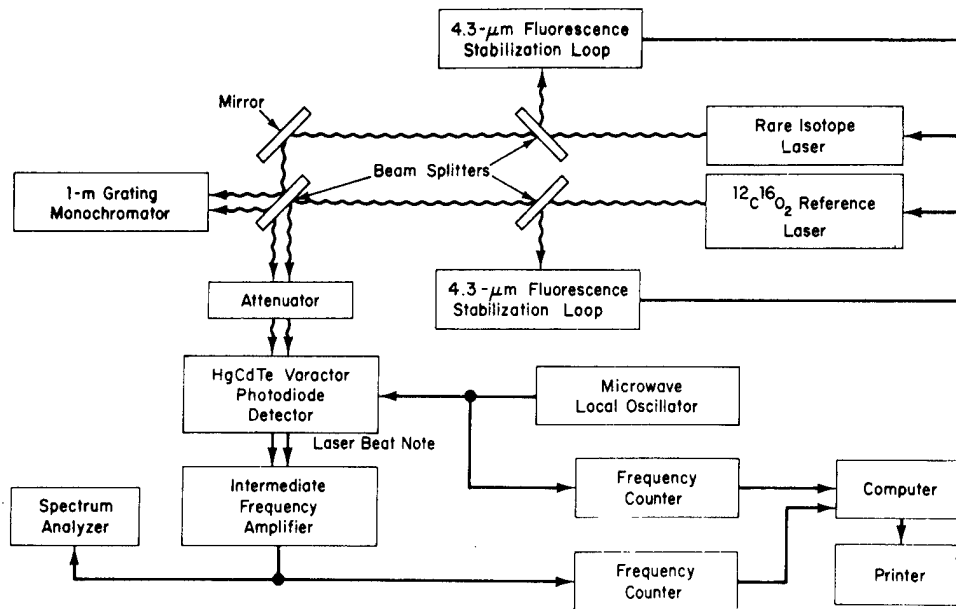 4.3-μm Fluorescence
Stabilization Loop
Mirror
Rare Isotope
Laser
Beam Splitters
1-m Grating
Monochromator
12C16O2 Reference
Laser
4.3-μm Fluorescence
Stabilization Loop
Attenuator
HgCdTe Varactor
Photodiode
Detector
Microwave
Local Oscillator
Laser Beat Note
Intermediate
Frequency
Amplifier
Spectrum
Analyzer
Frequency
Counter
Computer
Frequency
Counter
Printer